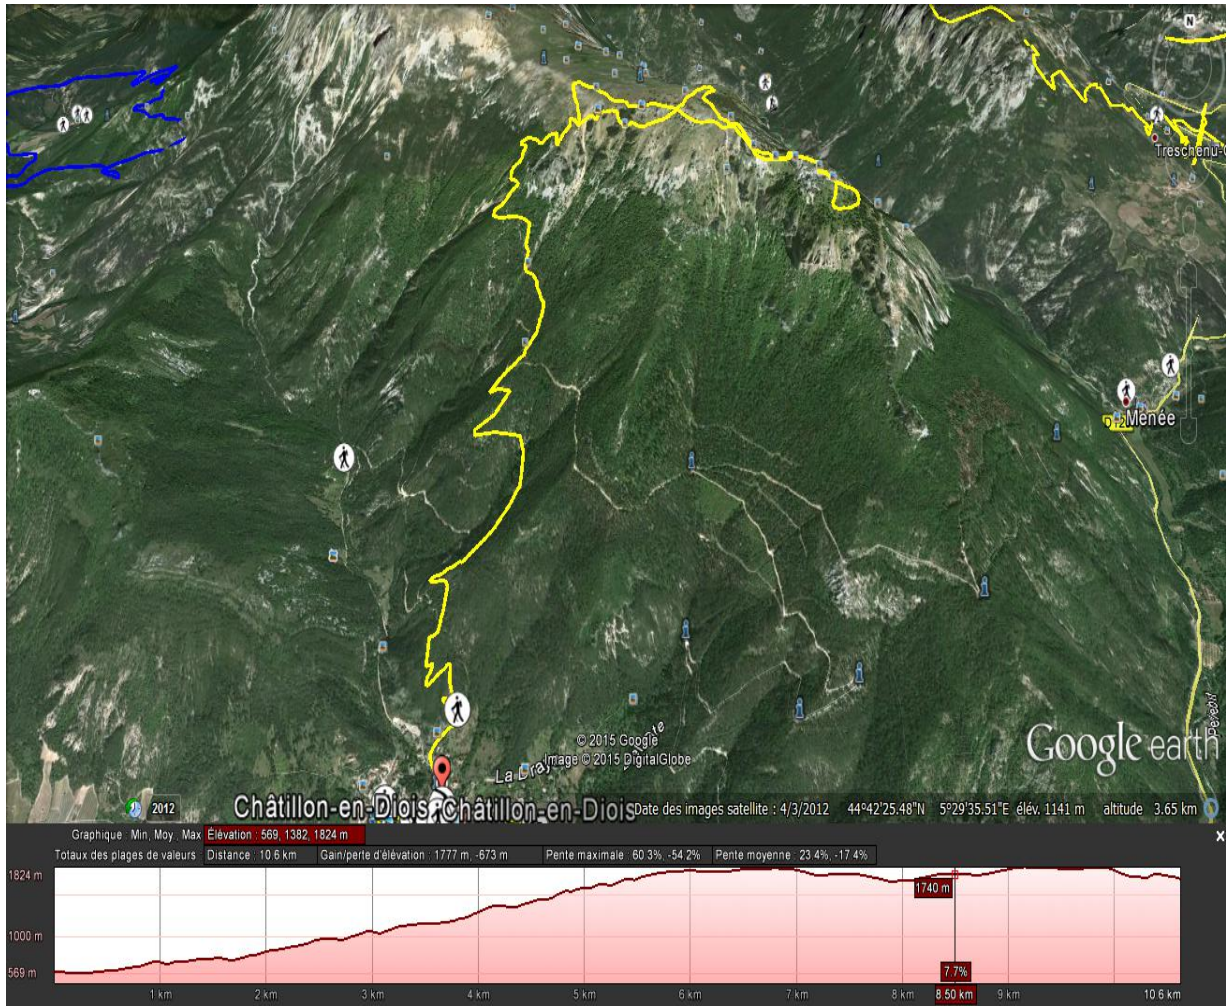 N
Treschenu-
D 12
Menée
© 2015 Google
Image © 2015 DigitalGlobe
Google earth
2012
Châtillon-en-Diois
Châtillon-en-Diois
Date des images satellite : 4/3/2012 44°42'25.48"N 5°29'35.51"E élév. 1141 m altitude 3.65 km
Graphique : Min, Moy., Max Élévation : 569, 1382, 1824 m
X
Totaux des plages de valeurs : Distance : 10.6 km Gain/perte d'élévation : 1777 m, -673 m Pente maximale : 60.3%, -54.2% Pente moyenne : 23.4%, -17.4%
1824 m
1740 m
1000 m
569 m
7.7%
1 km 2 km 3 km 4 km 5 km 6 km 7 km 8 km 8.50 km 9 km 10.6 km